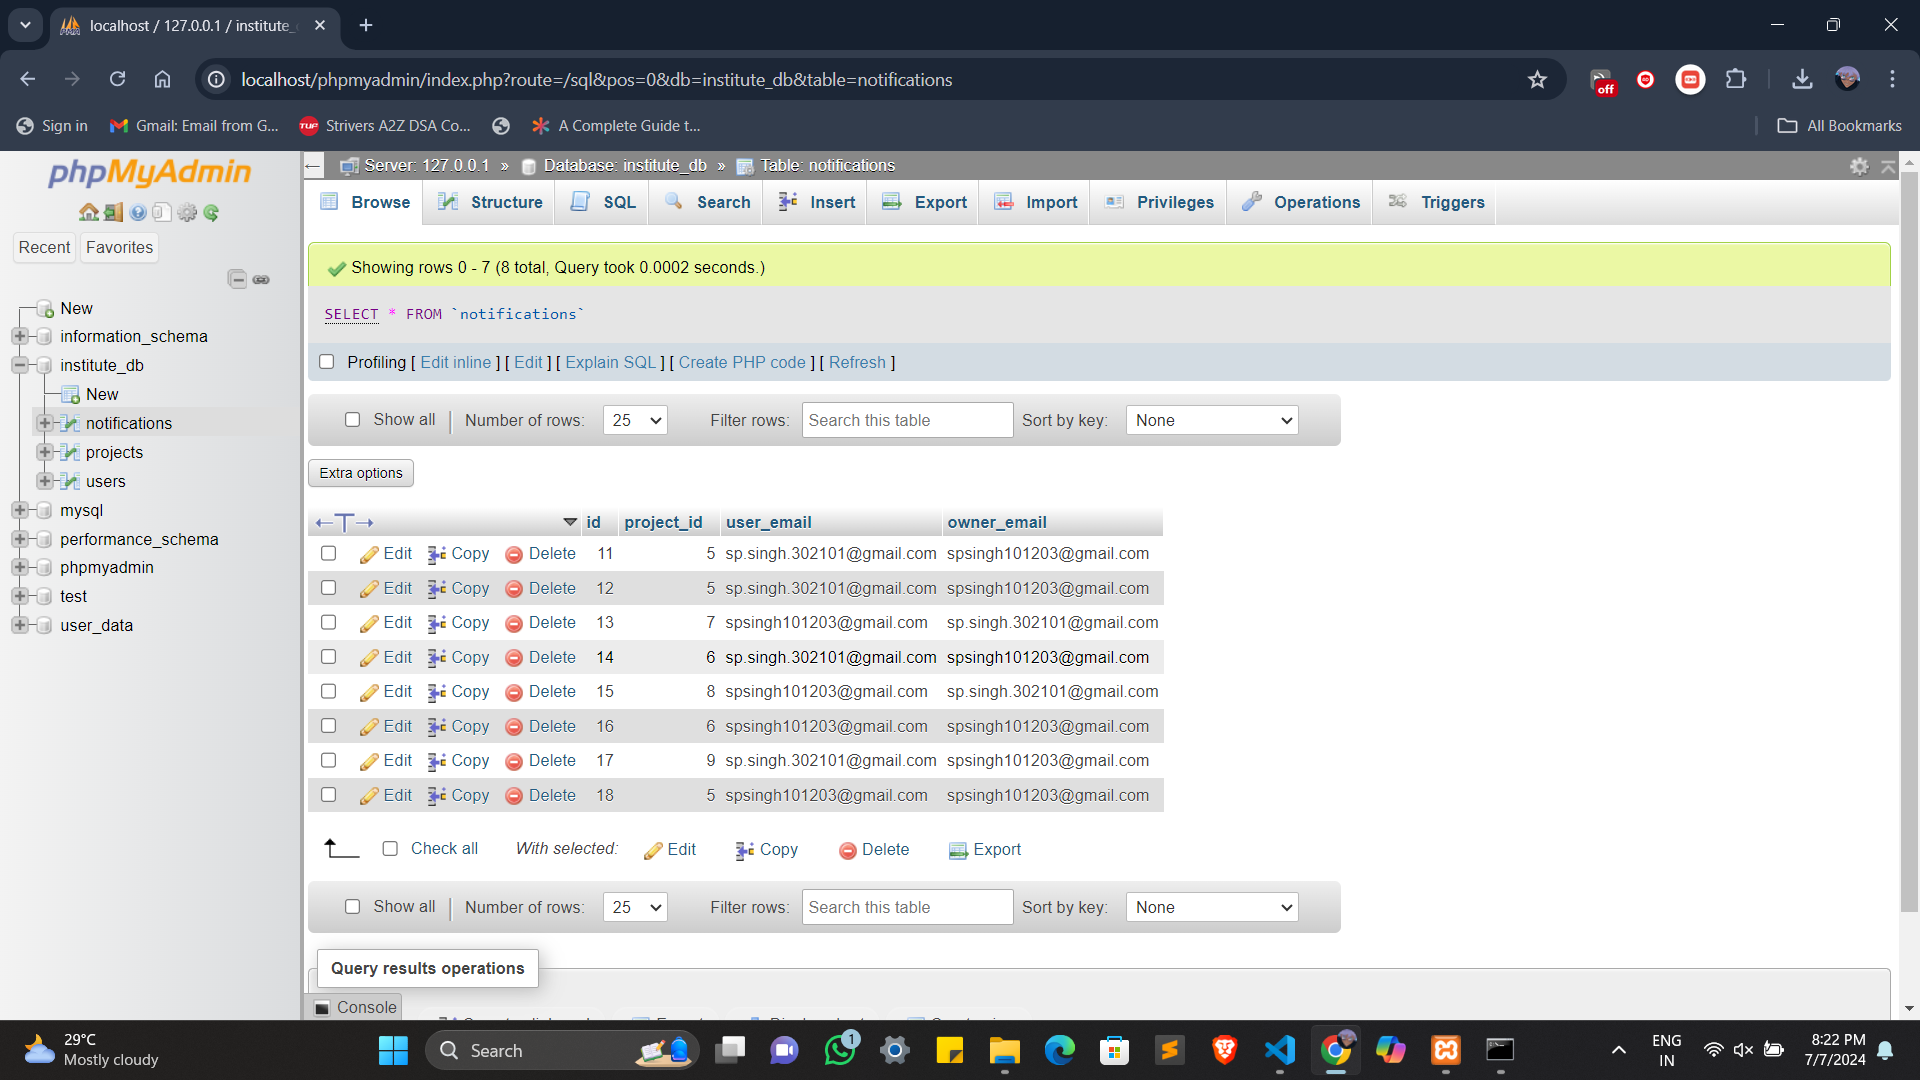 localhost / 127.0.0.1 / institute_
localhost/phpmyadmin/index.php?route=/sql&pos=0&db=institute_db&table=notifications
off
Sign in
Gmail: Email from G...
TUF
Strivers A2Z DSA Co...
A Complete Guide t...
All Bookmarks
phpMyAdmin
Recent
Favorites
New
information_schema
institute_db
New
notifications
projects
users
mysql
performance_schema
phpmyadmin
test
user_data
Server: 127.0.0.1 » Database: institute_db » Table: notifications
Browse Structure SQL Search Insert Export Import Privileges Operations Triggers
Showing rows 0 - 7 (8 total, Query took 0.0002 seconds.)
SELECT * FROM `notifications`
Profiling [ Edit inline ] [ Edit ] [ Explain SQL ] [ Create PHP code ] [ Refresh ]
Show all Number of rows: 25 Filter rows: Search this table Sort by key: None
Extra options
id project_id user_email owner_email
Edit Copy Delete 11 5 sp.singh.302101@gmail.com spsingh101203@gmail.com
Edit Copy Delete 12 5 sp.singh.302101@gmail.com spsingh101203@gmail.com
Edit Copy Delete 13 7 spsingh101203@gmail.com sp.singh.302101@gmail.com
Edit Copy Delete 14 6 sp.singh.302101@gmail.com spsingh101203@gmail.com
Edit Copy Delete 15 8 spsingh101203@gmail.com sp.singh.302101@gmail.com
Edit Copy Delete 16 6 spsingh101203@gmail.com spsingh101203@gmail.com
Edit Copy Delete 17 9 sp.singh.302101@gmail.com spsingh101203@gmail.com
Edit Copy Delete 18 5 spsingh101203@gmail.com spsingh101203@gmail.com
Check all With selected: Edit Copy Delete Export
Show all Number of rows: 25 Filter rows: Search this table Sort by key: None
Query results operations
Console
29°C
Mostly cloudy
Search
1
ENG
IN
8:22 PM
7/7/2024